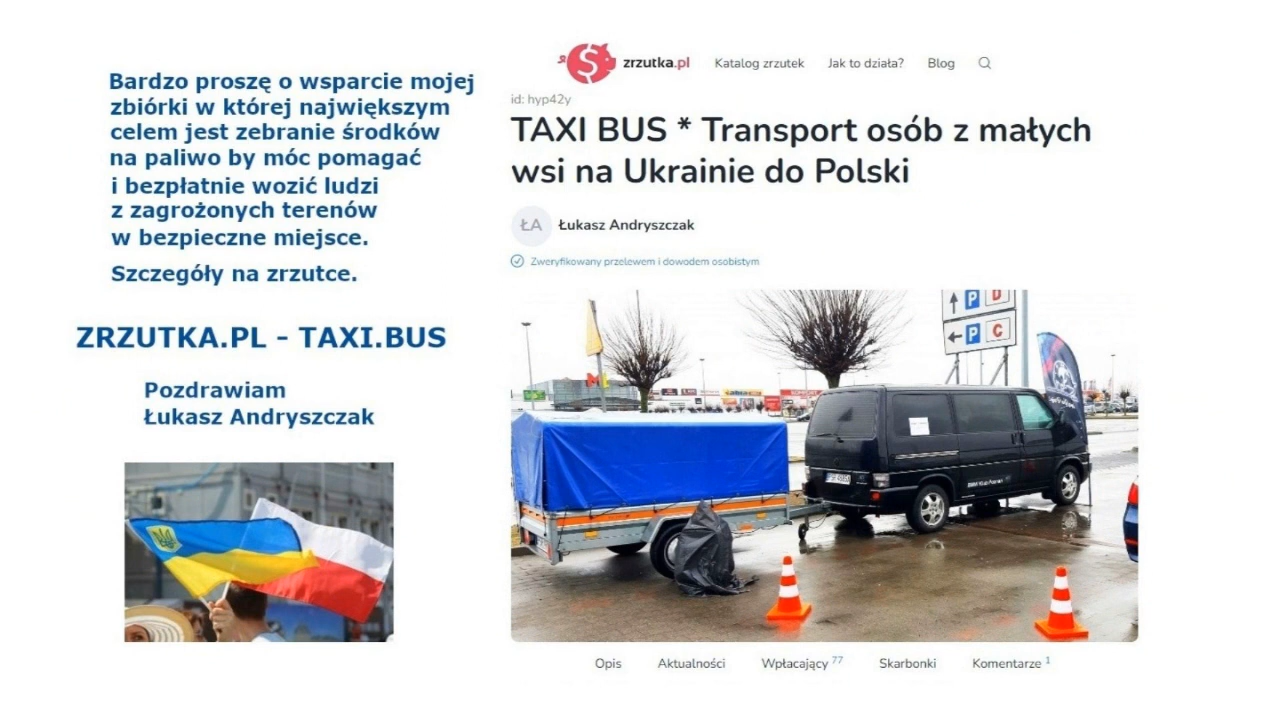 Bardzo proszę o wsparcie mojej
zbiórki w której największym
celem jest zebranie środków
na paliwo by móc pomagać
i bezpłatnie wozić ludzi
z zagrożonych terenów
w bezpieczne miejsce.
Szczegóły na zrzutce.
ZRZUTKA.PL - TAXI.BUS
Pozdrawiam
Łukasz Andryszczak
zrzutka.pl Katalog zrzutek Jak to działa? Blog
id: hyp42y
TAXI BUS * Transport osób z małych
wsi na Ukrainie do Polski
ŁA Łukasz Andryszczak
Zweryfikowany przelewem i dowodem osobistym
P D
P C
Opis Aktualności Wpłacający 77 Skarbonki Komentarze 1